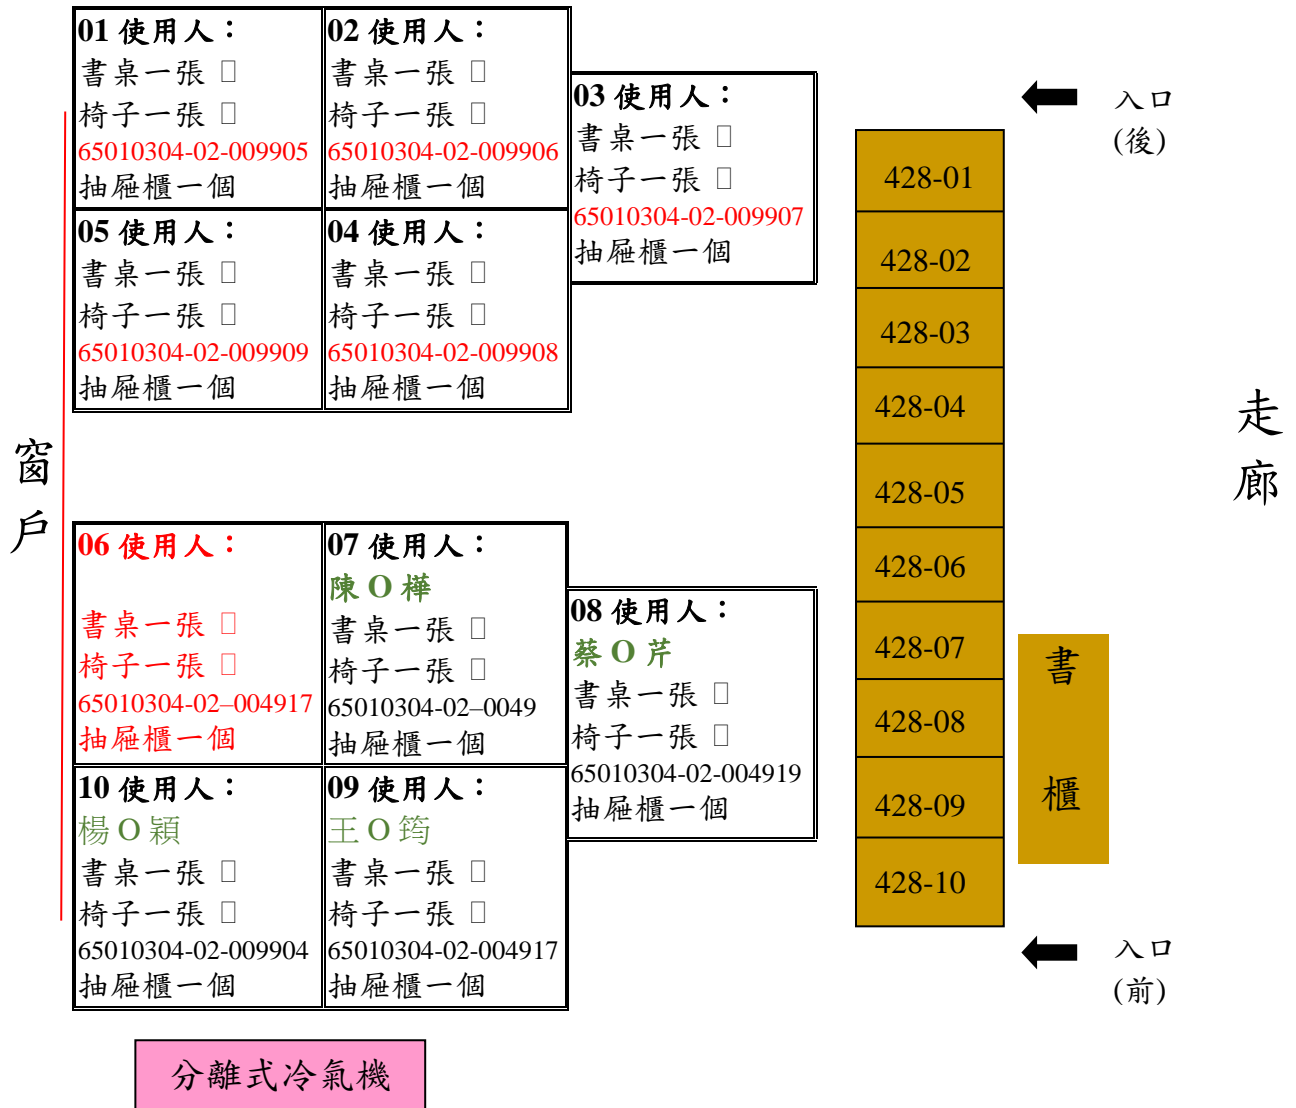 01 使用人：
書桌一張 □
椅子一張 □
65010304-02-009905
抽屜櫃一個
02 使用人：
書桌一張 □
椅子一張 □
65010304-02-009906
抽屜櫃一個
03 使用人：
書桌一張 □
椅子一張 □
65010304-02-009907
抽屜櫃一個
05 使用人：
書桌一張 □
椅子一張 □
65010304-02-009909
抽屜櫃一個
04 使用人：
書桌一張 □
椅子一張 □
65010304-02-009908
抽屜櫃一個
窗戶
06 使用人：
書桌一張 □
椅子一張 □
65010304-02–004917
抽屜櫃一個
07 使用人：
陳 O 樺
書桌一張 □
椅子一張 □
65010304-02–0049
抽屜櫃一個
08 使用人：
蔡 O 芹
書桌一張 □
椅子一張 □
65010304-02-004919
抽屜櫃一個
10 使用人：
楊 O 穎
書桌一張 □
椅子一張 □
65010304-02-009904
抽屜櫃一個
09 使用人：
王 O 筠
書桌一張 □
椅子一張 □
65010304-02-004917
抽屜櫃一個
分離式冷氣機
428-01
428-02
428-03
428-04
428-05
428-06
428-07
428-08
428-09
428-10
書櫃
入口
(後)
走廊
入口
(前)